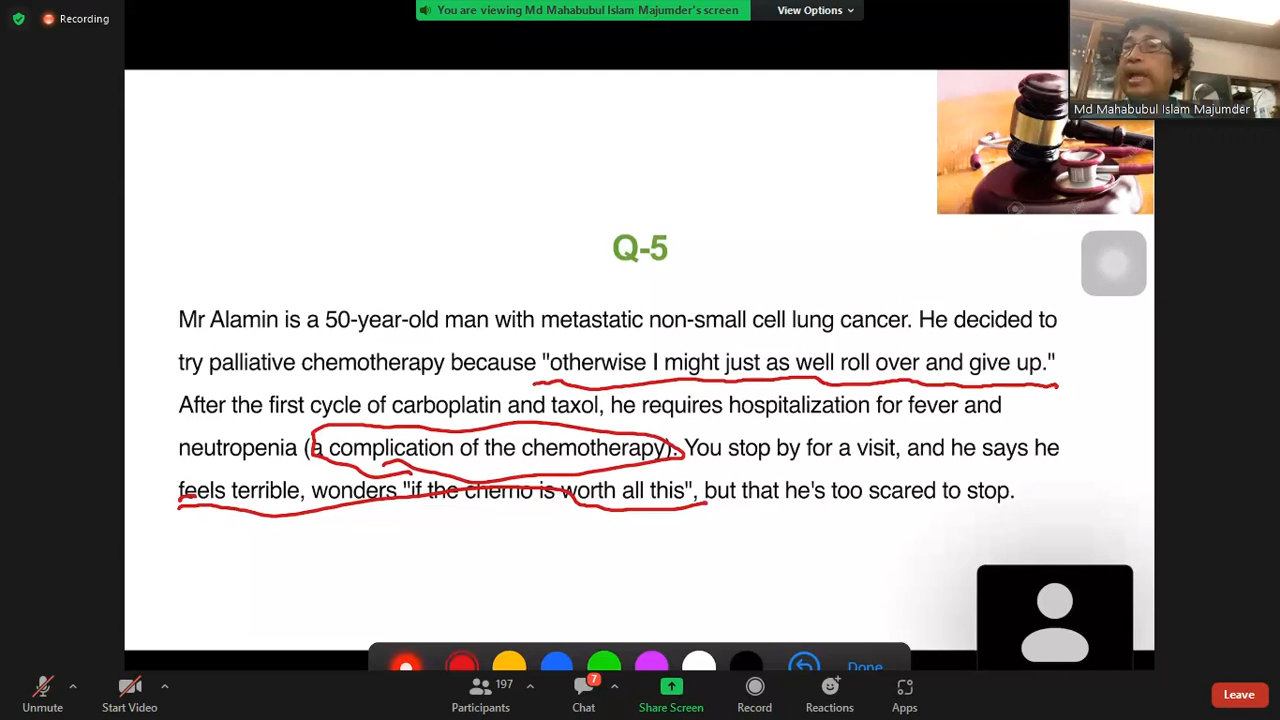 Recording
You are viewing Md Mahabubul Islam Majumder's screen
View Options
Md Mahabubul Islam Majumder
Q-5
Mr Alamin is a 50-year-old man with metastatic non-small cell lung cancer. He decided to
try palliative chemotherapy because "otherwise I might just as well roll over and give up."
After the first cycle of carboplatin and taxol, he requires hospitalization for fever and
neutropenia (a complication of the chemotherapy). You stop by for a visit, and he says he
feels terrible, wonders "if the chemo is worth all this", but that he's too scared to stop.
Done
Unmute
Start Video
197
Participants
7
Chat
Share Screen
Record
Reactions
Apps
Leave